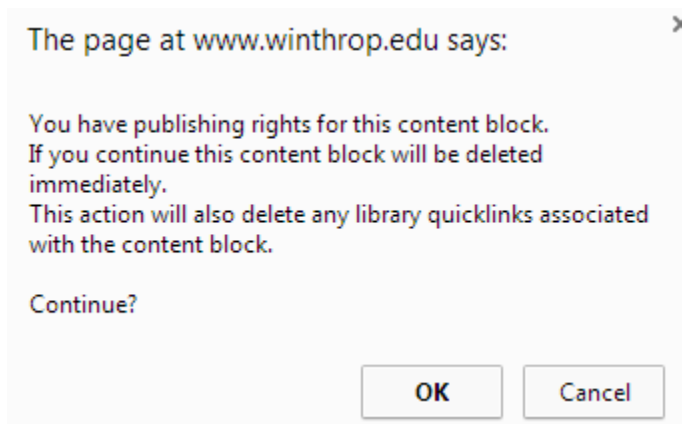 The page at www.winthrop.edu says:
You have publishing rights for this content block.
If you continue this content block will be deleted
immediately.
This action will also delete any library quicklinks associated
with the content block.
Continue?
OK Cancel